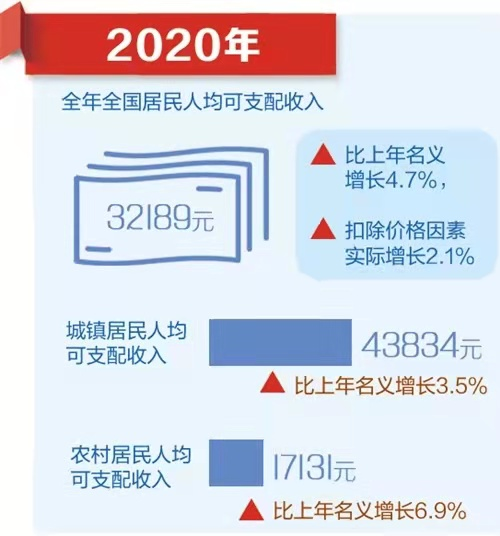 2020年
全年全国居民人均可支配收入
32189元
▲ 比上年名义
增长4.7%，
▲ 扣除价格因素
实际增长2.1%
城镇居民人均
可支配收入
43834元
▲ 比上年名义增长3.5%
农村居民人均
可支配收入
17131元
▲ 比上年名义增长6.9%